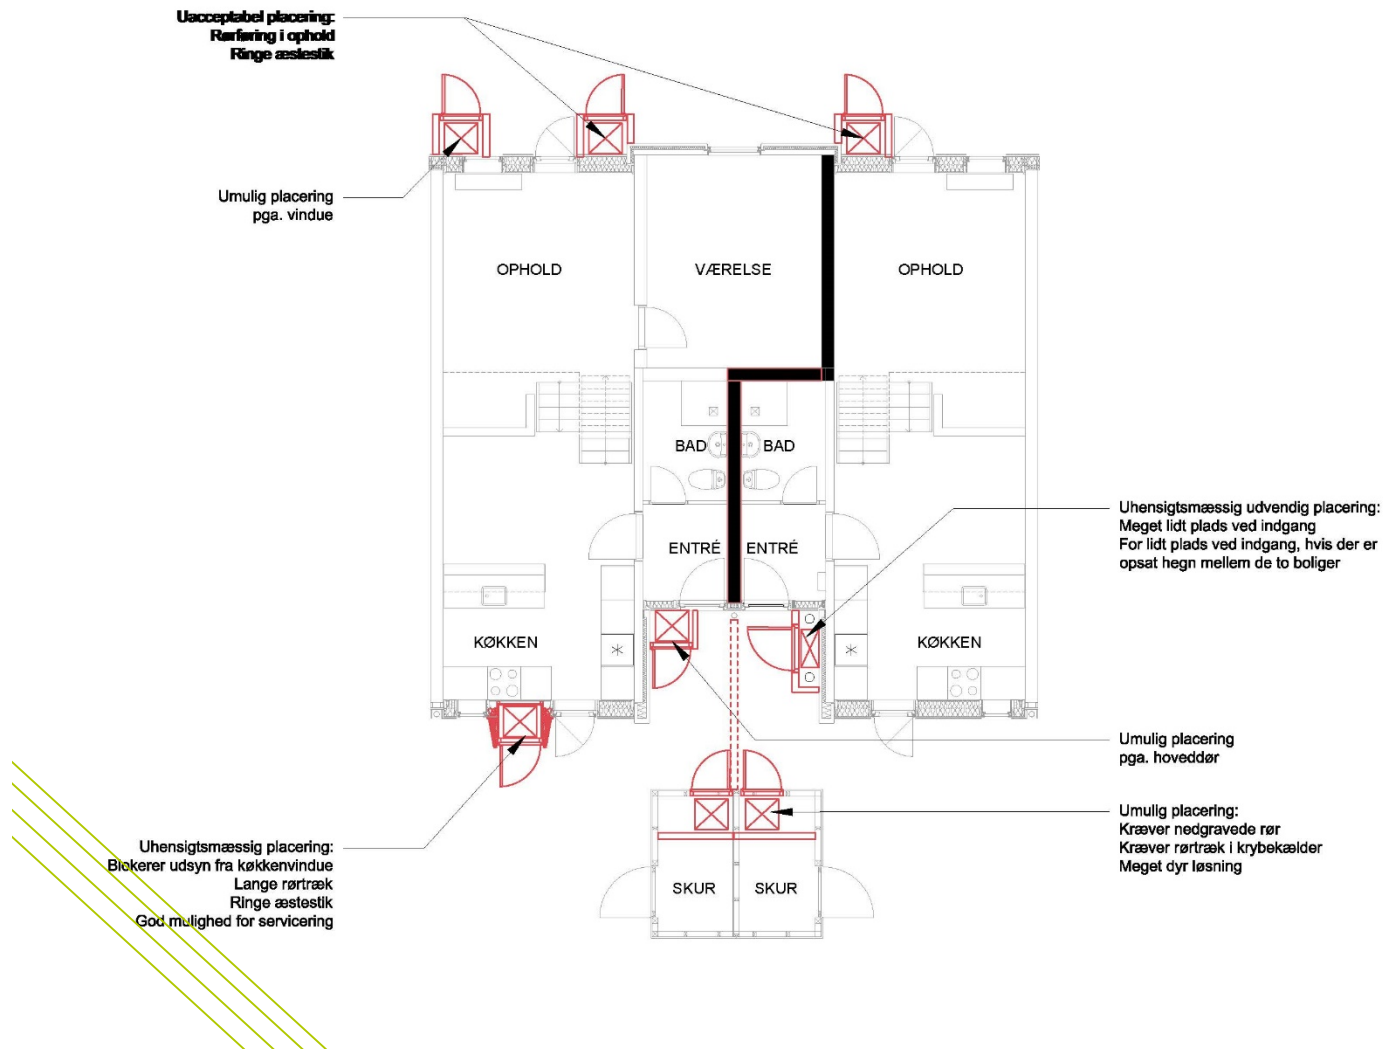 Uacceptabel placering:
Rørføring i ophold
Ringe æstestik
Umulig placering
pga. vindue
OPHOLD
VÆRELSE
OPHOLD
BAD
BAD
ENTRÉ
ENTRÉ
Uhensigtsmæssig udvendig placering:
Meget lidt plads ved indgang
For lidt plads ved indgang, hvis der er
opsat hegn mellem de to boliger
KØKKEN
KØKKEN
Umulig placering
pga. hoveddør
Umulig placering:
Kræver nedgravede rør
Kræver rørtræk i krybekælder
Meget dyr løsning
Uhensigtsmæssig placering:
Blokerer udsyn fra køkkenvindue
Lange rørtræk
Ringe æstestik
God mulighed for servicering
SKUR
SKUR